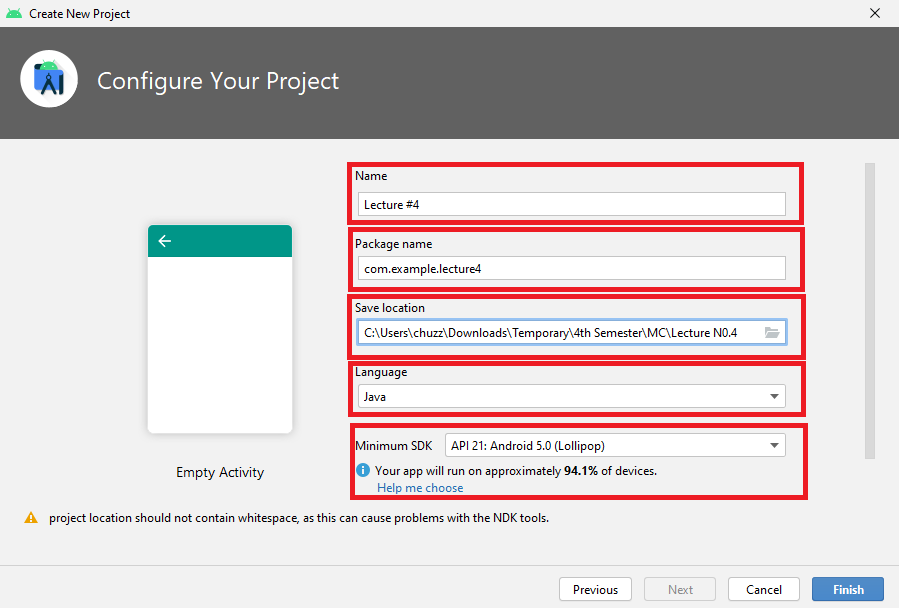 Create New Project
Configure Your Project
Name
Lecture #4
Package name
com.example.lecture4
Save location
C:\Users\chuzz\Downloads\Temporary\4th Semester\MC\Lecture N0.4
Language
Java
Minimum SDK API 21: Android 5.0 (Lollipop)
Your app will run on approximately 94.1% of devices.
Help me choose
Empty Activity
project location should not contain whitespace, as this can cause problems with the NDK tools.
Previous Next Cancel Finish